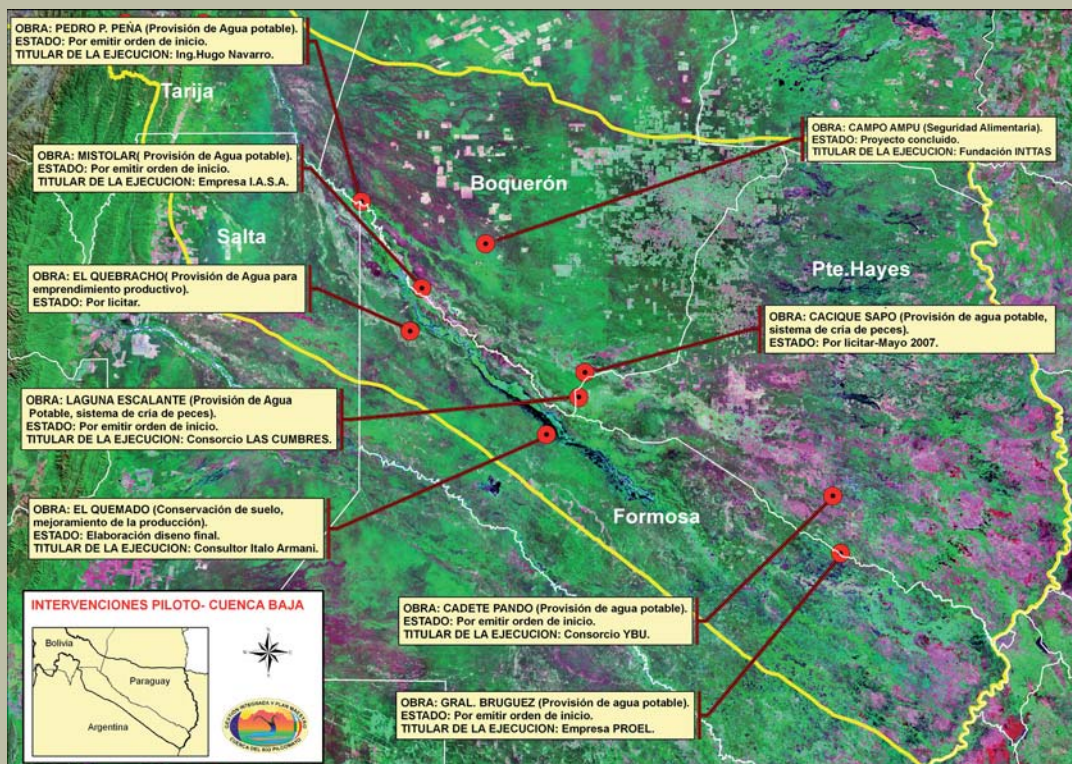 OBRA: PEDRO P. PEÑA (Provisión de Agua potable).
ESTADO: Por emitir orden de inicio.
TITULAR DE LA EJECUCION: Ing.Hugo Navarro.
Tarija
OBRA: MISTOLAR( Provisión de Agua potable).
ESTADO: Por emitir orden de inicio.
TITULAR DE LA EJECUCION: Empresa I.A.S.A.
OBRA: CAMPO AMPU (Seguridad Alimentaria).
ESTADO: Proyecto concluido.
TITULAR DE LA EJECUCION: Fundación INTTAS
Boquerón
Salta
Pte.Hayes
OBRA: EL QUEBRACHO( Provisión de Agua para
emprendimiento productivo).
ESTADO: Por licitar.
OBRA: CACIQUE SAPO (Provisión de agua potable,
sistema de cría de peces).
ESTADO: Por licitar-Mayo 2007.
OBRA: LAGUNA ESCALANTE (Provisión de Agua
Potable, sistema de cría de peces).
ESTADO: Por emitir orden de inicio.
TITULAR DE LA EJECUCION: Consorcio LAS CUMBRES.
OBRA: EL QUEMADO (Conservación de suelo,
mejoramiento de la producción).
ESTADO: Elaboración diseno final.
TITULAR DE LA EJECUCION: Consultor Italo Armani.
Formosa
OBRA: CADETE PANDO (Provisión de agua potable).
ESTADO: Por emitir orden de inicio.
TITULAR DE LA EJECUCION: Consorcio YBU.
OBRA: GRAL. BRUGUEZ (Provisión de agua potable).
ESTADO: Por emitir orden de inicio.
TITULAR DE LA EJECUCION: Empresa PROEL.
INTERVENCIONES PILOTO- CUENCA BAJA
Bolivia
Paraguay
Argentina
GESTIÓN INTEGRADA Y PLAN MAESTRO
CUENCA DEL RIO PILCOMAYO